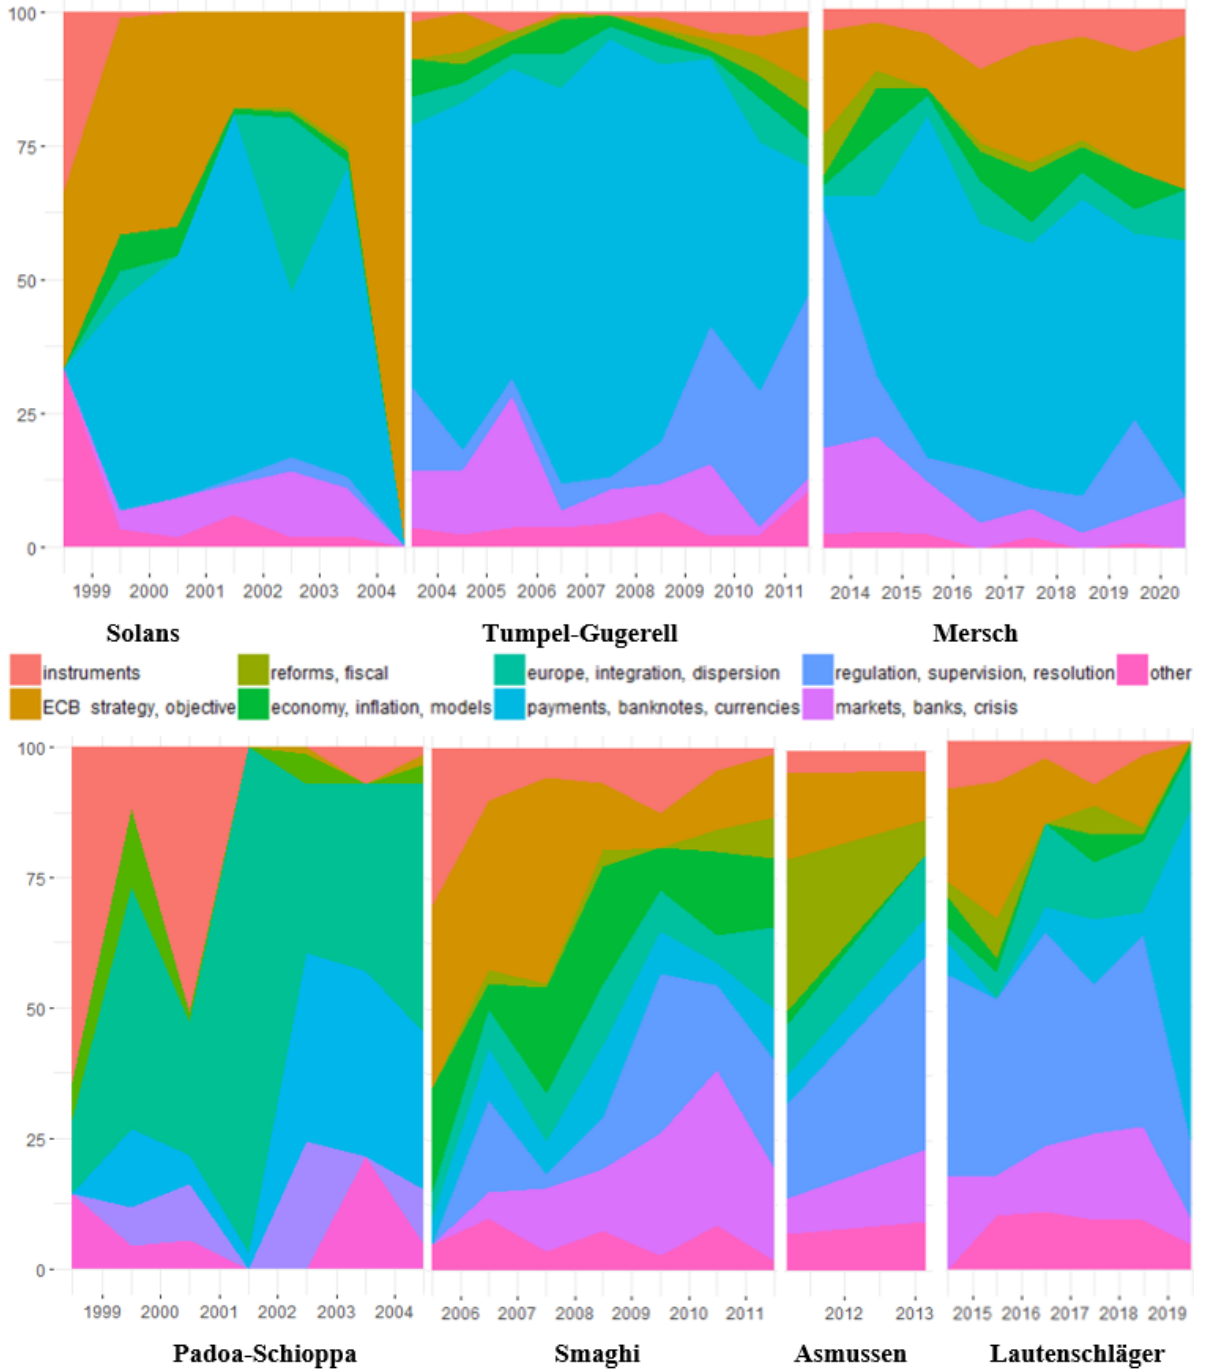 100
75
50
25
0
1999 2000 2001 2002 2003 2004
2004 2005 2006 2007 2008 2009 2010 2011
2014 2015 2016 2017 2018 2019 2020
Solans Tumpel-Gugerell Mersch
instruments reforms, fiscal europe, integration, dispersion regulation, supervision, resolution other
ECB strategy, objective economy, inflation, models payments, banknotes, currencies markets, banks, crisis
100
75
50
25
0
1999 2000 2001 2002 2003 2004
2006 2007 2008 2009 2010 2011
2012 2013
2015 2016 2017 2018 2019
Padoa-Schioppa Smaghi Asmussen Lautenschläger